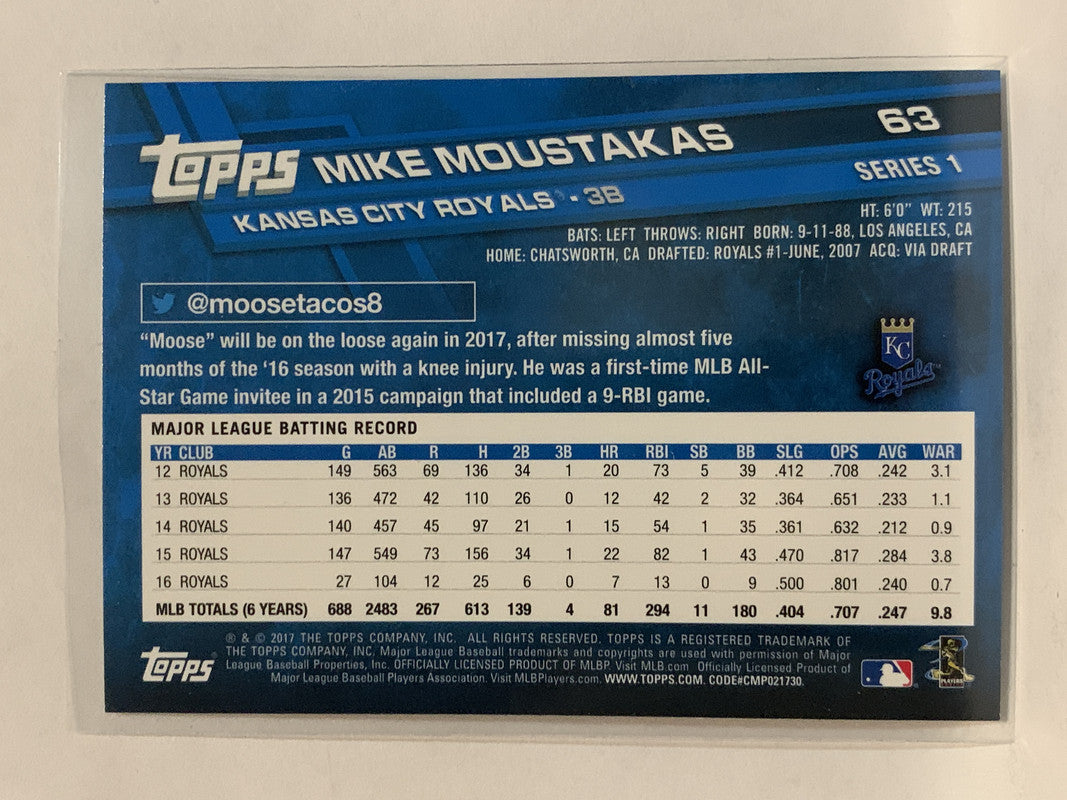 63
TOPPS MIKE MOUSTAKAS
SERIES 1
KANSAS CITY ROYALS® • 3B
HT: 6'0" WT: 215
BATS: LEFT THROWS: RIGHT BORN: 9-11-88, LOS ANGELES, CA
HOME: CHATSWORTH, CA DRAFTED: ROYALS #1-JUNE, 2007 ACQ: VIA DRAFT
@moosetacos8
“Moose” will be on the loose again in 2017, after missing almost five
months of the ‘16 season with a knee injury. He was a first-time MLB All-
Star Game invitee in a 2015 campaign that included a 9-RBI game.
KC
Royals
MAJOR LEAGUE BATTING RECORD
YR CLUB G AB R H 2B 3B HR RBI SB BB SLG OPS AVG WAR
12 ROYALS 149 563 69 136 34 1 20 73 5 39 .412 .708 .242 3.1
13 ROYALS 136 472 42 110 26 0 12 42 2 32 .364 .651 .233 1.1
14 ROYALS 140 457 45 97 21 1 15 54 1 35 .361 .632 .212 0.9
15 ROYALS 147 549 73 156 34 1 22 82 1 43 .470 .817 .284 3.8
16 ROYALS 27 104 12 25 6 0 7 13 0 9 .500 .801 .240 0.7
MLB TOTALS (6 YEARS) 688 2483 267 613 139 4 81 294 11 180 .404 .707 .247 9.8
® & © 2017 THE TOPPS COMPANY, INC. ALL RIGHTS RESERVED. TOPPS IS A REGISTERED TRADEMARK OF
THE TOPPS COMPANY, INC. Major League Baseball trademarks and copyrights are used with permission of Major
League Baseball Properties, Inc. OFFICIALLY LICENSED PRODUCT OF MLBP. Visit MLB.com Officially Licensed Product of
Major League Baseball Players Association. Visit MLBPlayers.com. WWW.TOPPS.COM. CODE#CMP021730.
TOPPS
PLAYERS